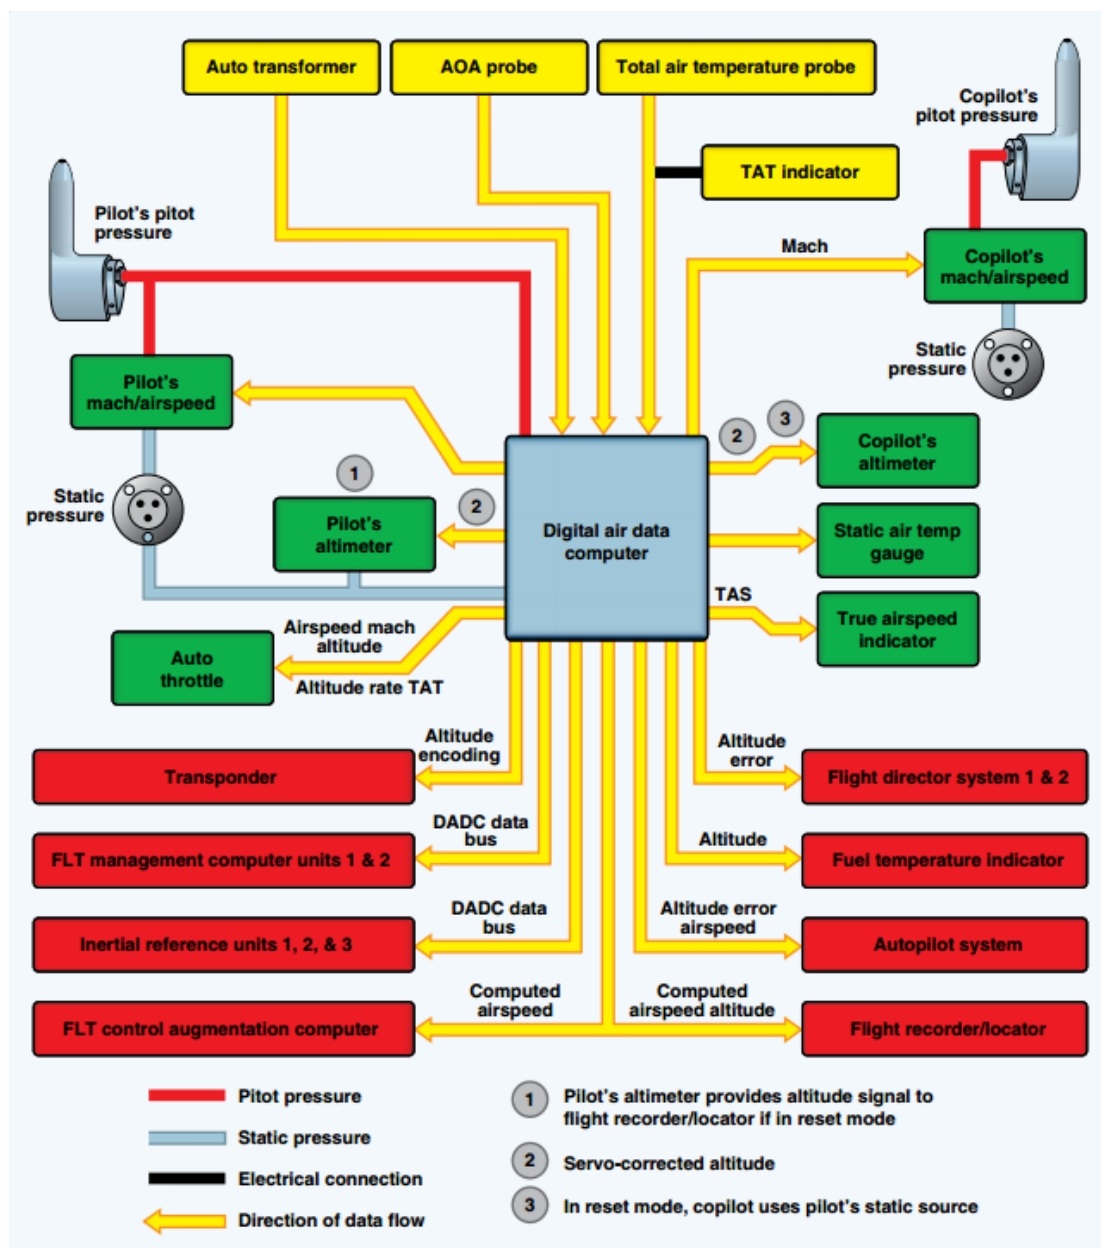 Auto transformer
AOA probe
Total air temperature probe
Copilot's
pitot pressure
TAT indicator
Pilot's pitot
pressure
Mach
Copilot's
mach/airspeed
Static
pressure
Pilot's
mach/airspeed
2
3
Copilot's
altimeter
1
Static
pressure
2
Pilot's
altimeter
Digital air data
computer
Static air temp
gauge
TAS
True airspeed
indicator
Airspeed mach
altitude
Auto
throttle
Altitude rate TAT
Altitude
encoding
Altitude
error
Transponder
Flight director system 1 & 2
DADC data
bus
Altitude
FLT management computer units 1 & 2
Fuel temperature indicator
DADC data
bus
Altitude error
airspeed
Inertial reference units 1, 2, & 3
Autopilot system
Computed
airspeed
Computed
airspeed altitude
FLT control augmentation computer
Flight recorder/locator
Pitot pressure
Static pressure
Electrical connection
Direction of data flow
1 Pilot's altimeter provides altitude signal to
flight recorder/locator if in reset mode
2 Servo-corrected altitude
3 In reset mode, copilot uses pilot's static source